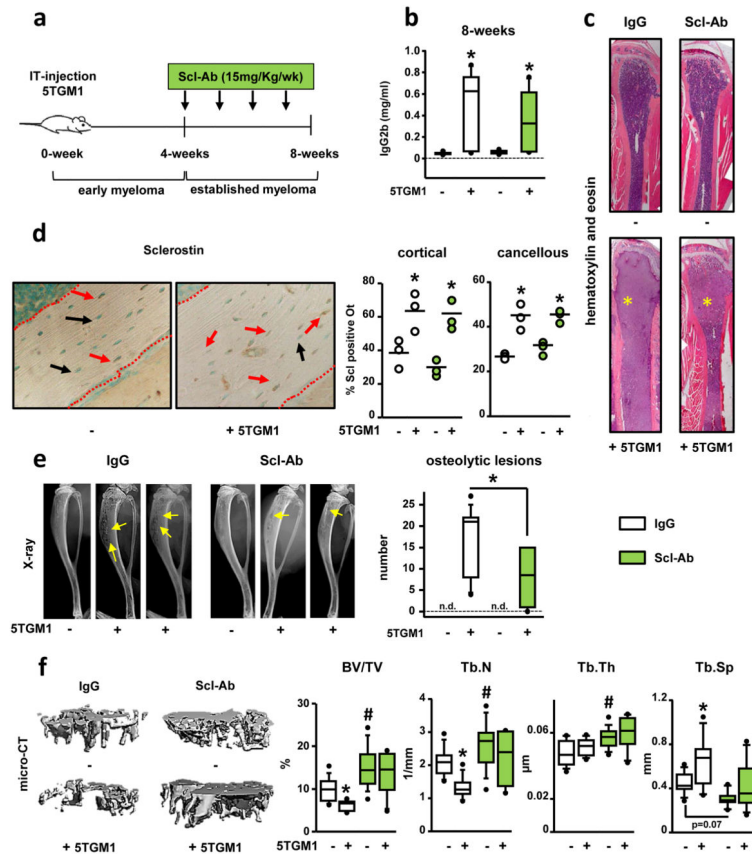 a
IT-injection
5TGM1
Scl-Ab (15mg/Kg/wk)
0-week
4-weeks
8-weeks
early myeloma
established myeloma
b
8-weeks
IgG2b (mg/ml)
1.0
0.8
0.6
0.4
0.2
0
*
*
5TGM1
-
+
-
+
c
IgG
Scl-Ab
hematoxylin and eosin
-
-
*
*
+ 5TGM1
+ 5TGM1
d
Sclerostin
-
+ 5TGM1
cortical
cancellous
% Scl positive Ot
80
60
40
20
0
*
*
60
40
20
0
*
*
5TGM1
-
+
-
+
-
+
-
+
e
IgG
Scl-Ab
X-ray
5TGM1
-
+
+
-
+
+
osteolytic lesions
number
25
20
15
10
5
0
*
n.d.
n.d.
5TGM1
-
+
-
+
IgG
Scl-Ab
f
IgG
Scl-Ab
micro-CT
-
-
+ 5TGM1
+ 5TGM1
BV/TV
%
30
20
10
0
*
#
5TGM1
-
+
-
+
Tb.N
1/mm
4
3
2
1
0
*
#
-
+
-
+
Tb.Th
µm
0.06
0
#
-
+
-
+
Tb.Sp
mm
1.2
0.8
0.4
0
*
p=0.07
-
+
-
+